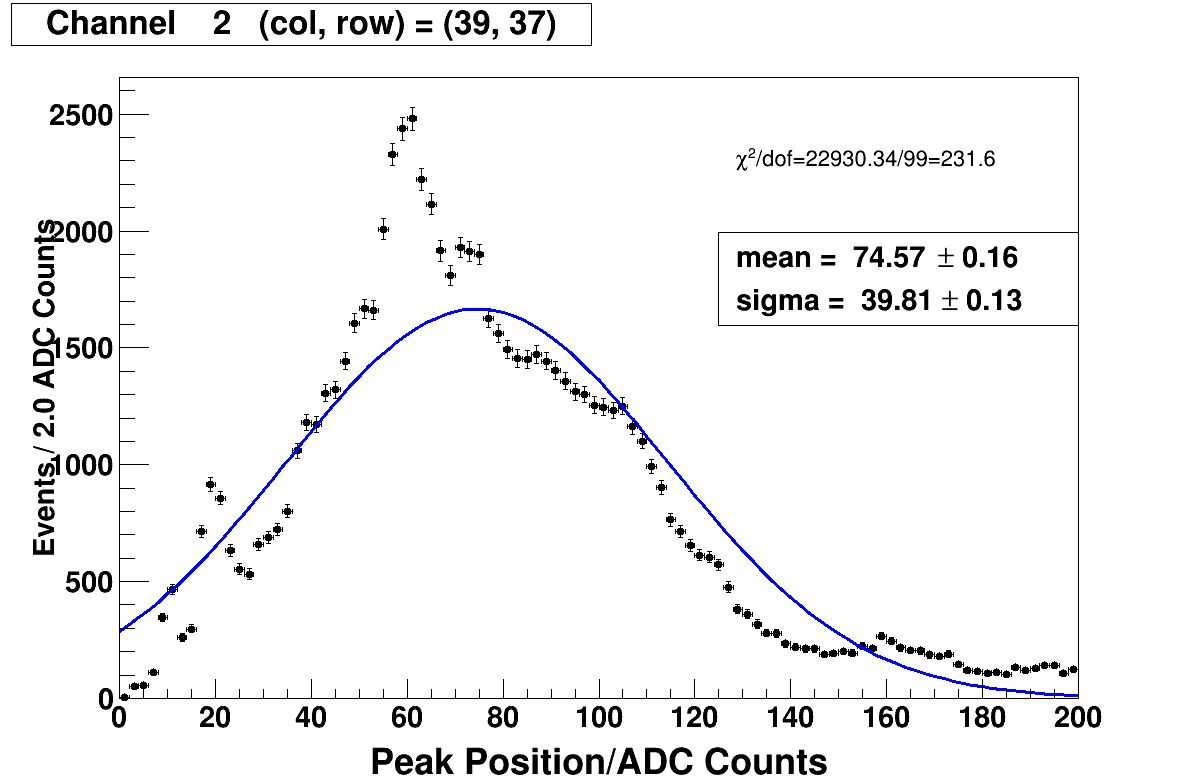 Channel 2 (col, row) = (39, 37)
2500
2000
1500
1000
500
0
Events / 2.0 ADC Counts
χ²/dof=22930.34/99=231.6
mean = 74.57 ± 0.16
sigma = 39.81 ± 0.13
0 20 40 60 80 100 120 140 160 180 200
Peak Position/ADC Counts